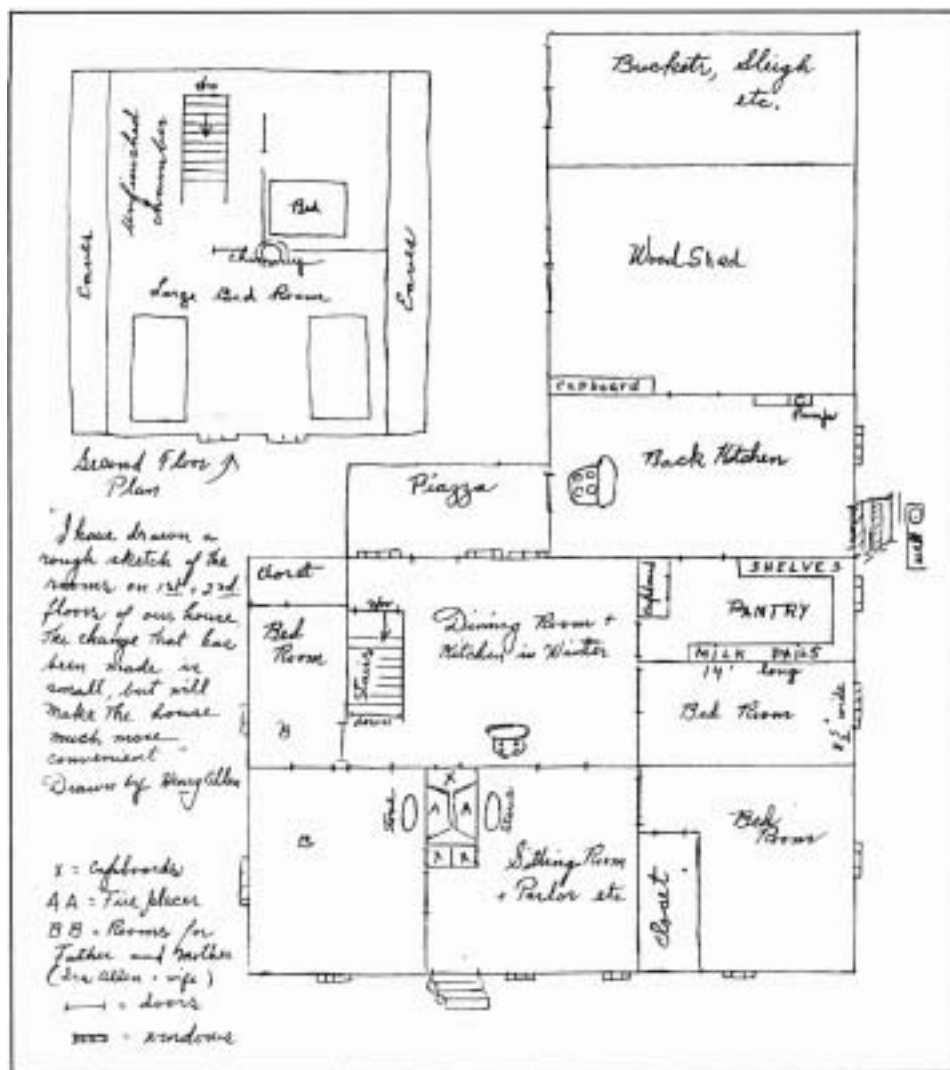 Buckets, Sleigh
etc.
Wood Shed
Cupboard
Pump
Back Kitchen
well
unfinished
chamber
Bed
chimney
Eaves
Large Bed Room
Eaves
Second Floor
Plan
"I have drawn a
rough sketch of the
rooms on 1st + 2nd
floors of our house
The change that has
been made is
small, but will
make the house
much more
convenient"
Drawn by Henry Allen
X = Cupboards
A A = Fire places
B B = Rooms for
Father and Mother
(Ira Allen + wife)
= doors
= windows
Piazza
Closet
Bed
Room
B
Stairs
down
Dining Room +
Kitchen in Winter
Cupboard
SHELVES
PANTRY
MILK PAILS
14' long
Bed Room
8½' wide
B
Stove
X
A A
X X
Stove
Sitting Room
+ Parlor etc
Bed
Room
Closet